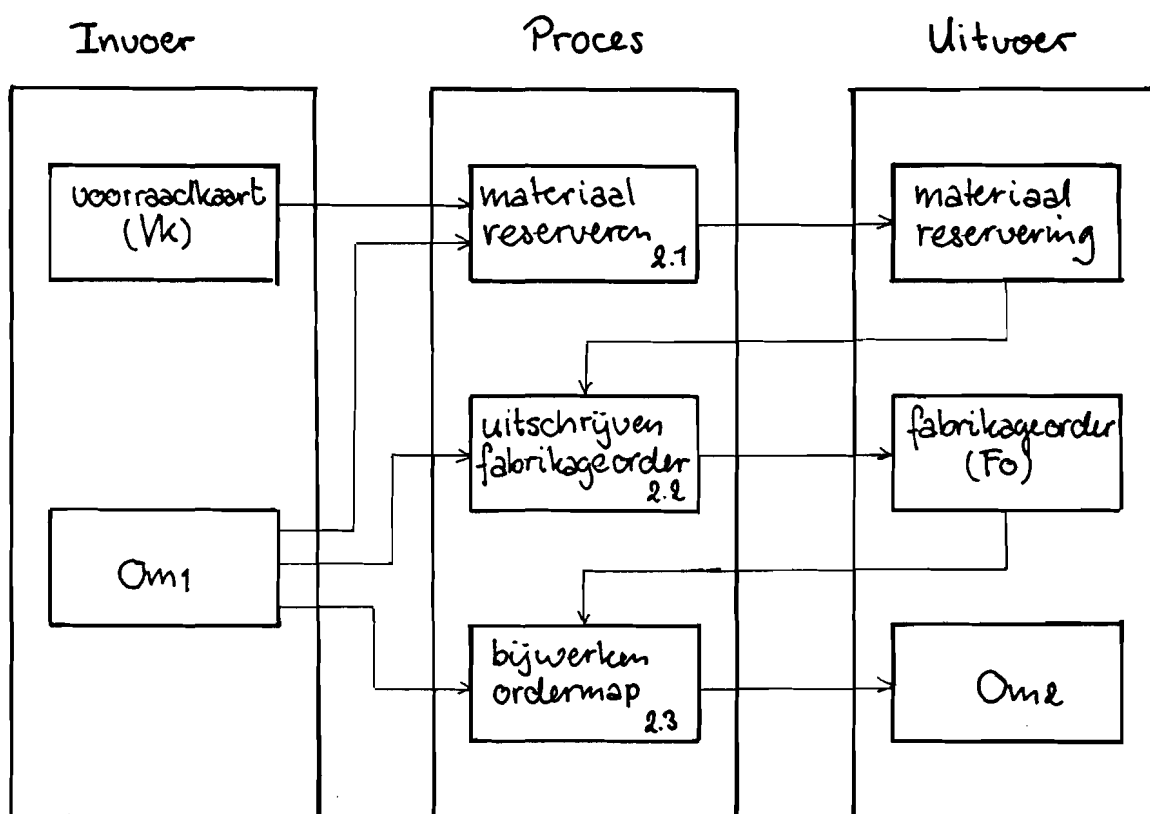 Invoer
Proces
Uitvoer
voorraadkaart
(Vk)
materiaal
reserveren
2.1
materiaal
reservering
uitschrijven
fabrikageorder
2.2
fabrikageorder
(Fo)
Om1
bijwerken
ordermap
2.3
Om2